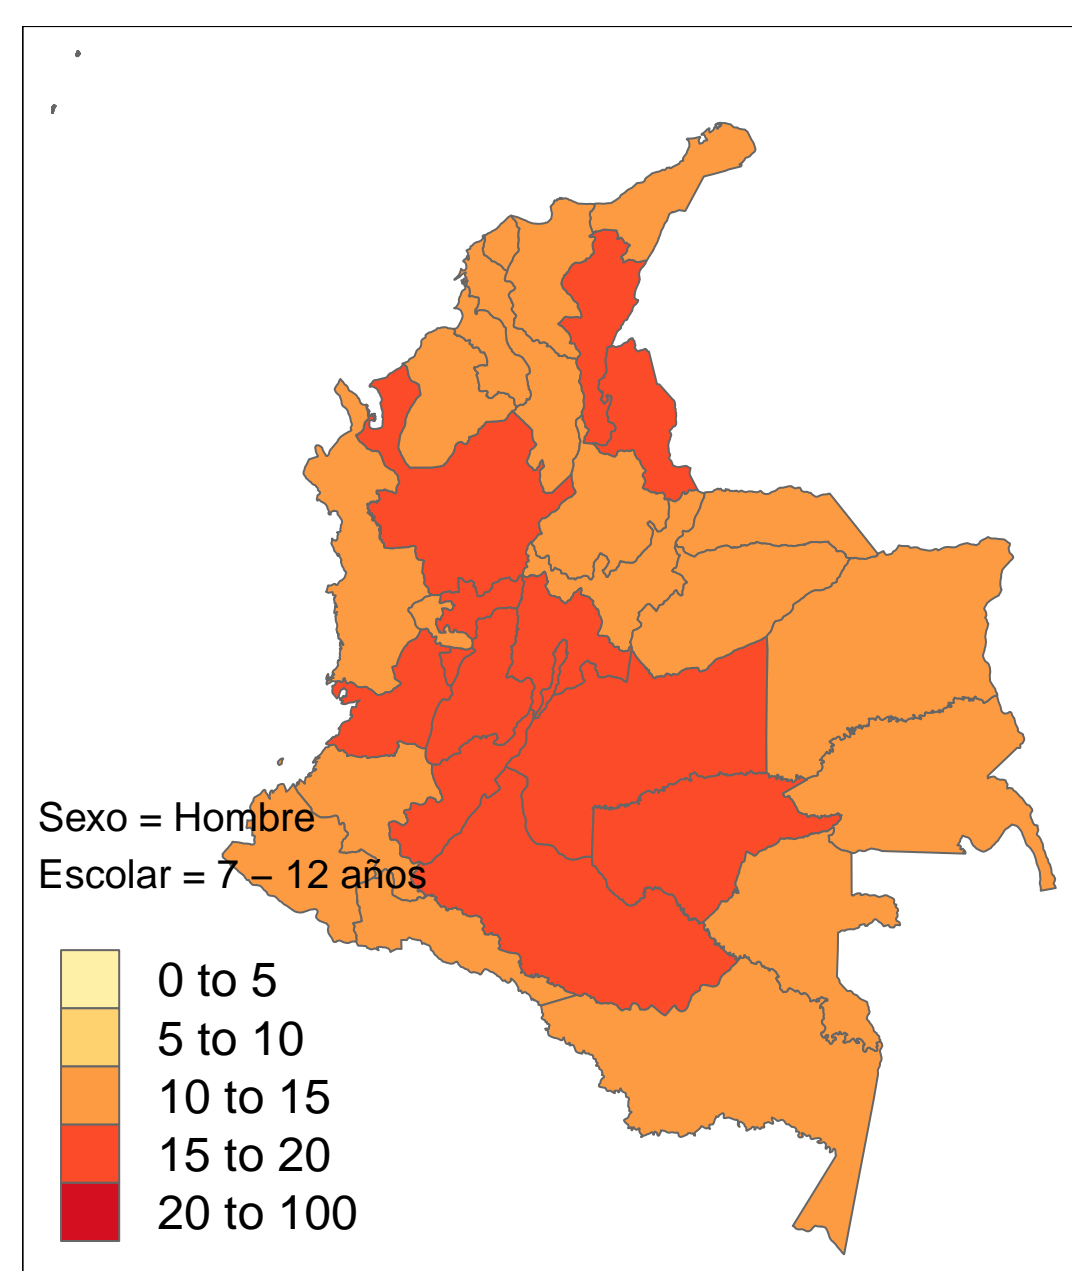 Sexo = Hombre
Escolar = 7 – 12 años
0 to 5
5 to 10
10 to 15
15 to 20
20 to 100